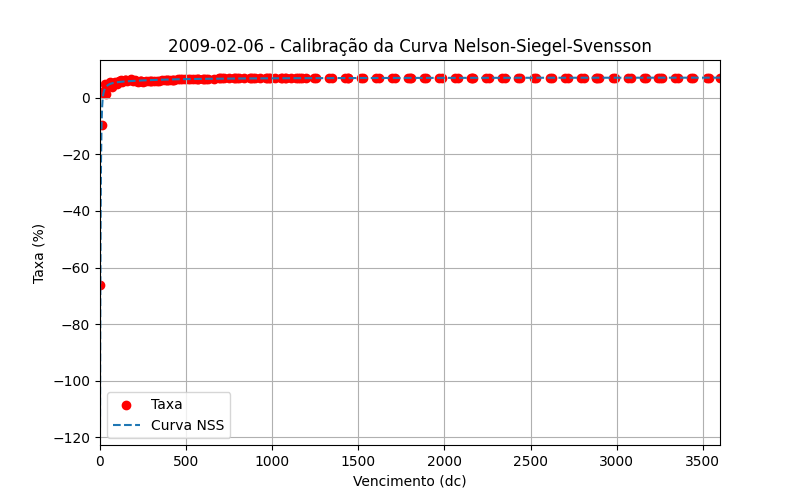 2009-02-06 - Calibração da Curva Nelson-Siegel-Svensson
Taxa (%)
0
−20
−40
−60
−80
−100
−120
Taxa
Curva NSS
0 500 1000 1500 2000 2500 3000 3500
Vencimento (dc)